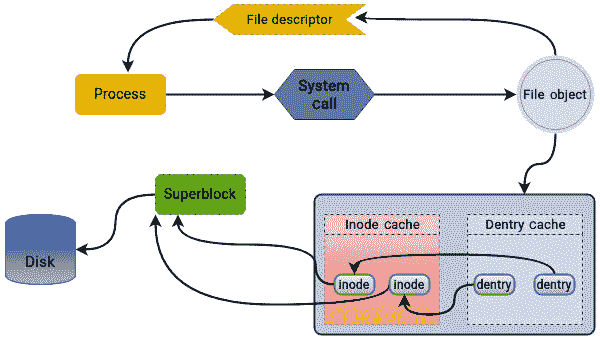 File descriptor
Process
System
call
File object
Superblock
Inode cache
Dentry cache
Disk
inode
inode
dentry
dentry